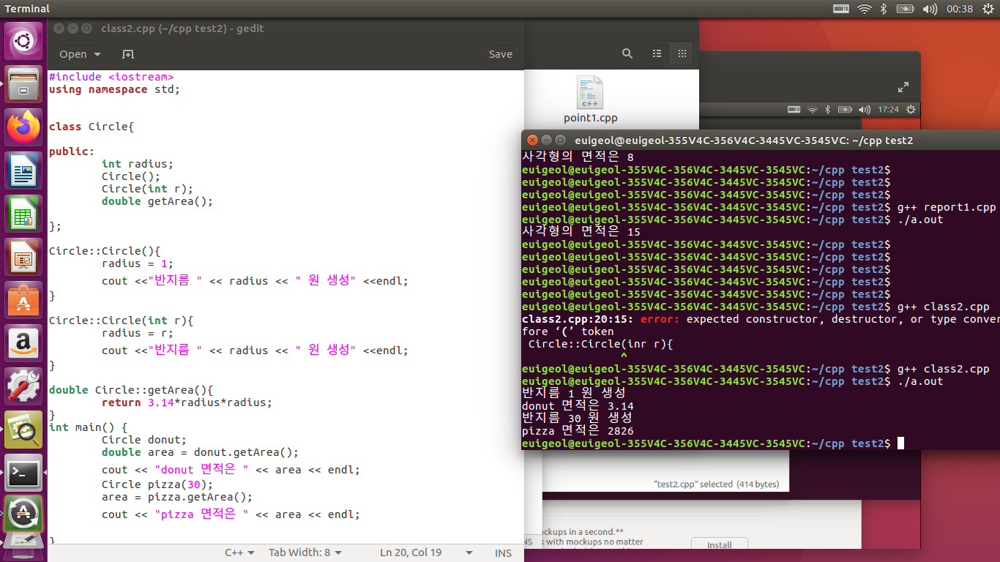 Terminal
00:38
class2.cpp (~/cpp test2) - gedit
Open
Save
#include <iostream>
using namespace std;
class Circle{
public:
int radius;
Circle();
Circle(int r);
double getArea();
};
Circle::Circle(){
radius = 1;
cout <<"반지름 " << radius << " 원 생성" <<endl;
}
Circle::Circle(int r){
radius = r;
cout <<"반지름 " << radius << " 원 생성" <<endl;
}
double Circle::getArea(){
return 3.14*radius*radius;
}
int main() {
Circle donut;
double area = donut.getArea();
cout << "donut 면적은 " << area << endl;
Circle pizza(30);
area = pizza.getArea();
cout << "pizza 면적은 " << area << endl;
}
C++
Tab Width: 8
Ln 20, Col 19
INS
c++
point1.cpp
17:24
euigeol@euigeol-355V4C-356V4C-3445VC-3545VC: ~/cpp test2
사각형의 면적은 8
euigeol@euigeol-355V4C-356V4C-3445VC-3545VC:~/cpp test2$
euigeol@euigeol-355V4C-356V4C-3445VC-3545VC:~/cpp test2$
euigeol@euigeol-355V4C-356V4C-3445VC-3545VC:~/cpp test2$
euigeol@euigeol-355V4C-356V4C-3445VC-3545VC:~/cpp test2$ g++ report1.cpp
euigeol@euigeol-355V4C-356V4C-3445VC-3545VC:~/cpp test2$ ./a.out
사각형의 면적은 15
euigeol@euigeol-355V4C-356V4C-3445VC-3545VC:~/cpp test2$
euigeol@euigeol-355V4C-356V4C-3445VC-3545VC:~/cpp test2$
euigeol@euigeol-355V4C-356V4C-3445VC-3545VC:~/cpp test2$
euigeol@euigeol-355V4C-356V4C-3445VC-3545VC:~/cpp test2$
euigeol@euigeol-355V4C-356V4C-3445VC-3545VC:~/cpp test2$
euigeol@euigeol-355V4C-356V4C-3445VC-3545VC:~/cpp test2$ g++ class2.cpp
class2.cpp:20:15: error: expected constructor, destructor, or type conver
fore ‘(’ token
Circle::Circle(inr r){
^
euigeol@euigeol-355V4C-356V4C-3445VC-3545VC:~/cpp test2$ g++ class2.cpp
euigeol@euigeol-355V4C-356V4C-3445VC-3545VC:~/cpp test2$ ./a.out
반지름 1 원 생성
donut 면적은 3.14
반지름 30 원 생성
pizza 면적은 2826
euigeol@euigeol-355V4C-356V4C-3445VC-3545VC:~/cpp test2$
“test2.cpp” selected (414 bytes)
ockups in a second.**
NS
x with mockups no matter
Install